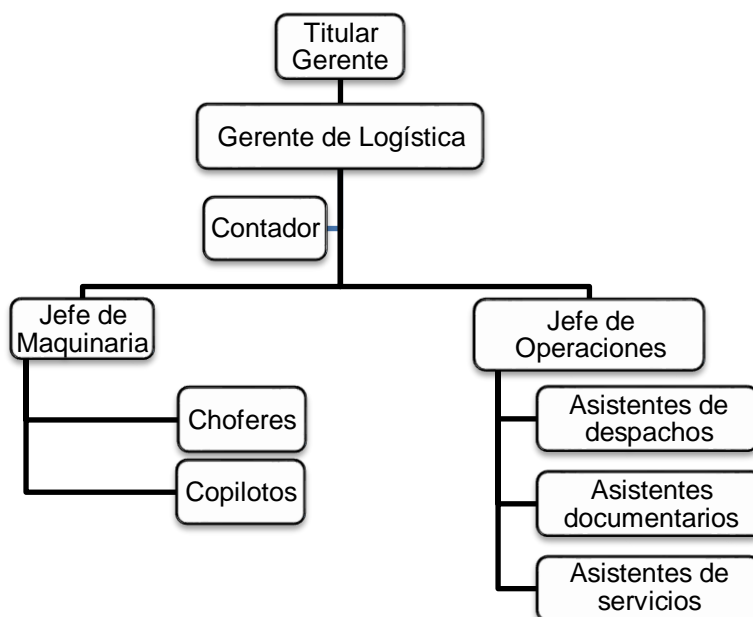 Titular
Gerente
Gerente de Logística
Contador
Jefe de
Maquinaria
Jefe de
Operaciones
Choferes
Copilotos
Asistentes de
despachos
Asistentes
documentarios
Asistentes de
servicios